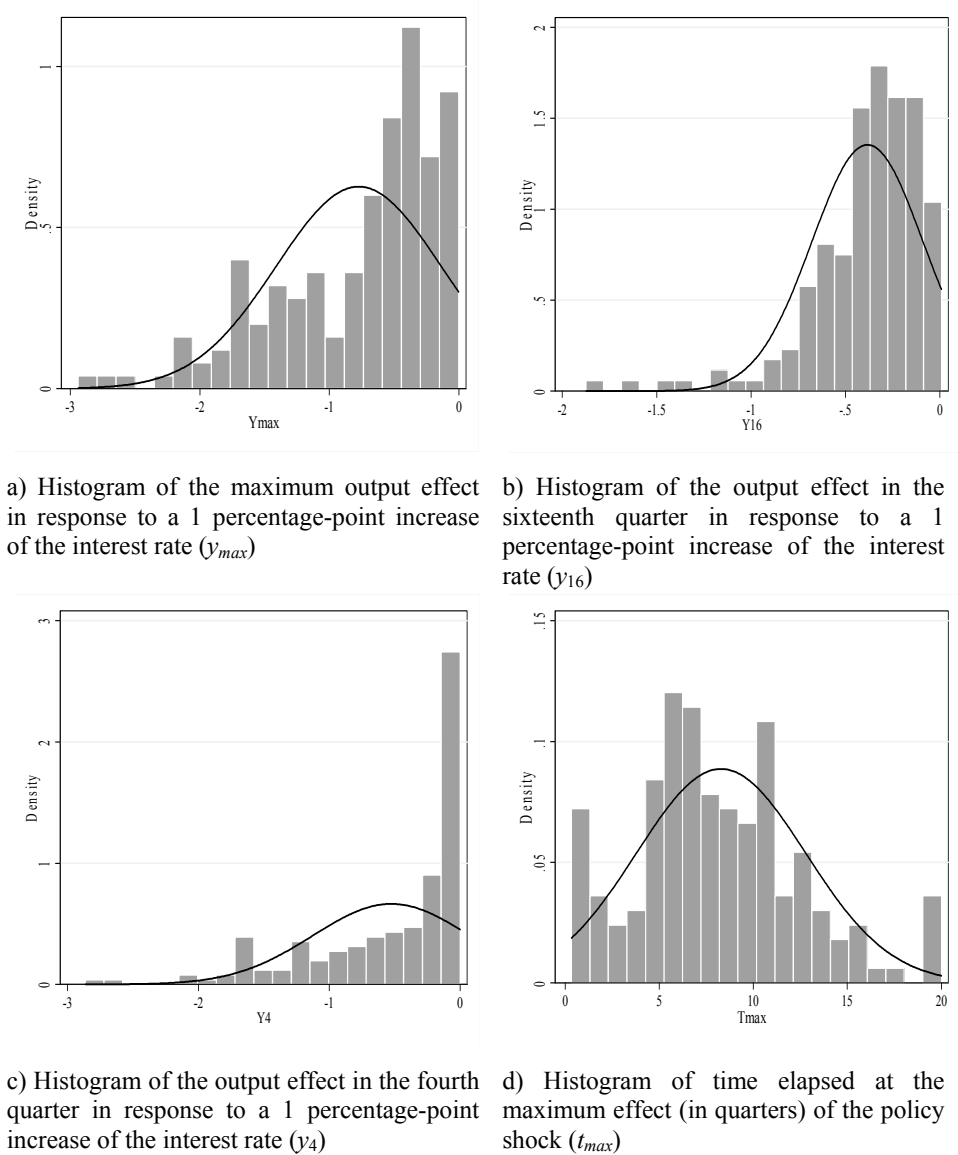 1
.5
0
Density
-3
-2
-1
0
Ymax
2
1.5
1
.5
0
Density
-2
-1.5
-1
-.5
0
Y16
a) Histogram of the maximum output effect
in response to a 1 percentage-point increase
of the interest rate (ymax)
b) Histogram of the output effect in the
sixteenth quarter in response to a 1
percentage-point increase of the interest
rate (y16)
3
2
1
0
Density
-3
-2
-1
0
Y4
.15
.1
.05
0
Density
0
5
10
15
20
Tmax
c) Histogram of the output effect in the fourth
quarter in response to a 1 percentage-point
increase of the interest rate (y4)
d) Histogram of time elapsed at the
maximum effect (in quarters) of the policy
shock (tmax)